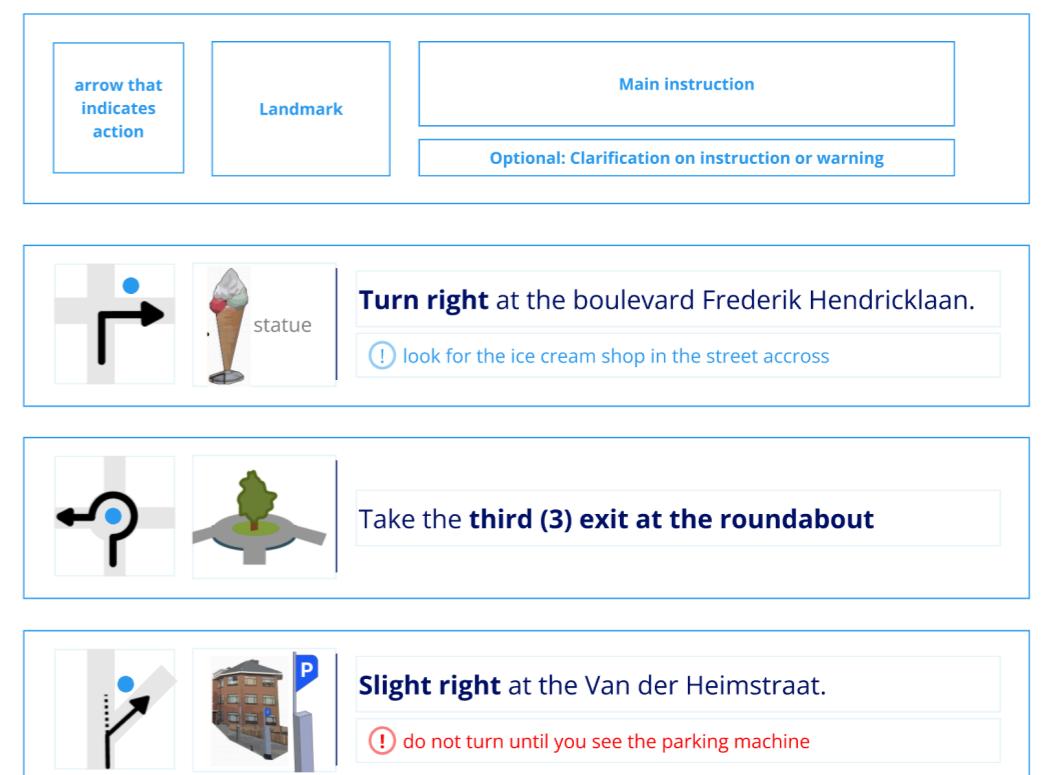 arrow that
indicates
action
Landmark
Main instruction
Optional: Clarification on instruction or warning
statue
Turn right at the boulevard Frederik Hendricklaan.
! look for the ice cream shop in the street accross
Take the third (3) exit at the roundabout
P
Slight right at the Van der Heimstraat.
! do not turn until you see the parking machine